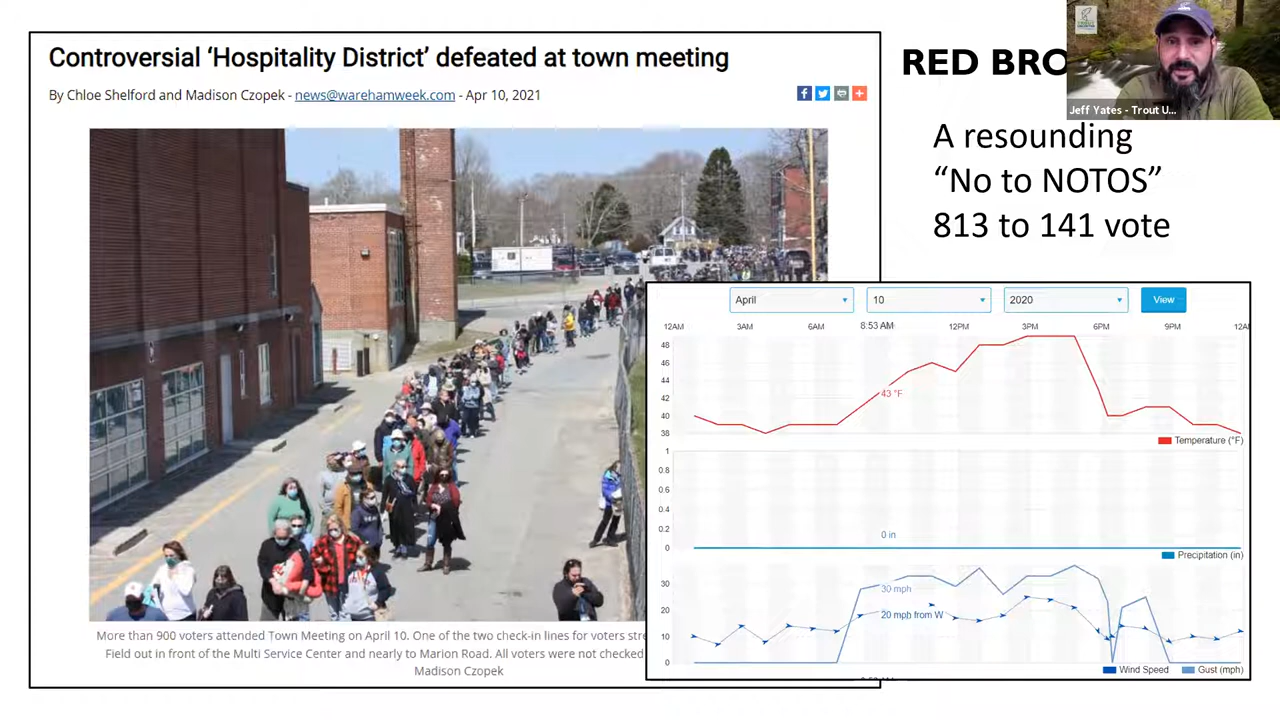 Controversial ‘Hospitality District’ defeated at town meeting
By Chloe Shelford and Madison Czopek - news@warehamweek.com - Apr 10, 2021
More than 900 voters attended Town Meeting on April 10. One of the two check-in lines for voters stre
Field out in front of the Multi Service Center and nearly to Marion Road. All voters were not checked
Madison Czopek
RED BRO
Jeff Yates - Trout U...
A resounding
“No to NOTOS”
813 to 141 vote
April 10 2020 View
12AM 3AM 6AM 8:53 AM 12PM 3PM 6PM 9PM 12A
48
46
44
43 °F
42
40
38
Temperature (°F)
1
0.8
0.6
0.4
0.2
0 in
0
Precipitation (in)
30
30 mph
20
20 mph from W
10
0
Wind Speed Gust (mph)